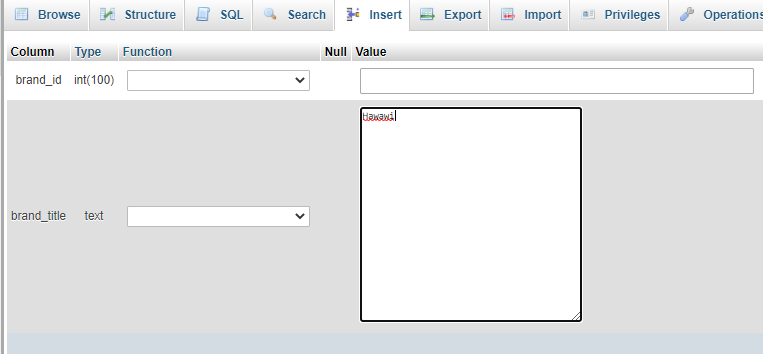 Browse Structure SQL Search Insert Export Import Privileges Operations
Column Type Function Null Value
brand_id int(100)
Hawawi
brand_title text